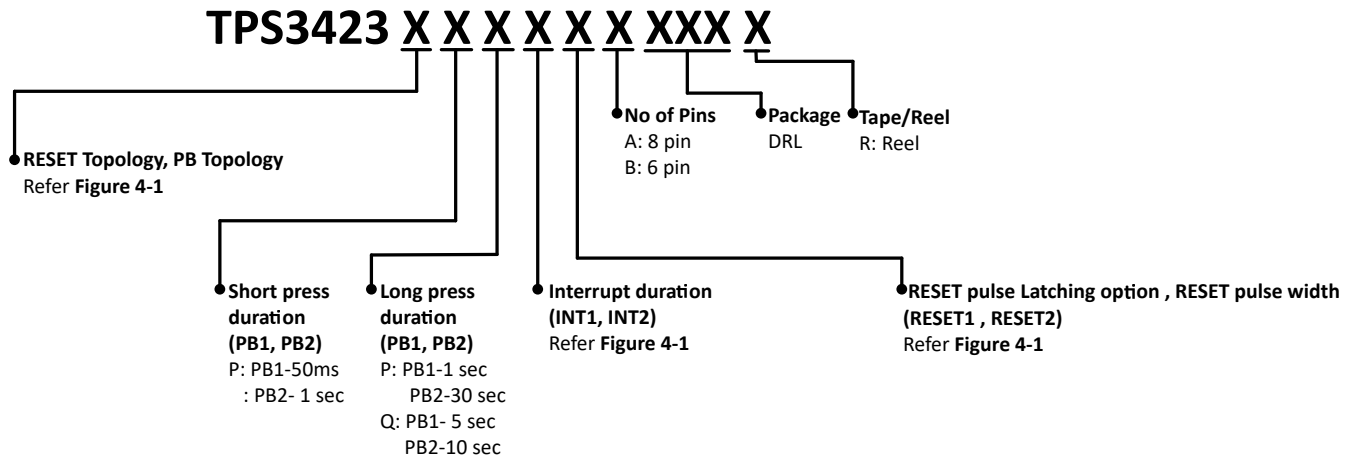 TPS3423 X X X X X X XXX X
No of Pins
A: 8 pin
B: 6 pin
Package
DRL
Tape/Reel
R: Reel
RESET Topology, PB Topology
Refer Figure 4-1
Short press
duration
(PB1, PB2)
P: PB1-50ms
: PB2- 1 sec
Long press
duration
(PB1, PB2)
P: PB1-1 sec
PB2-30 sec
Q: PB1- 5 sec
PB2-10 sec
Interrupt duration
(INT1, INT2)
Refer Figure 4-1
RESET pulse Latching option , RESET pulse width
(RESET1 , RESET2)
Refer Figure 4-1